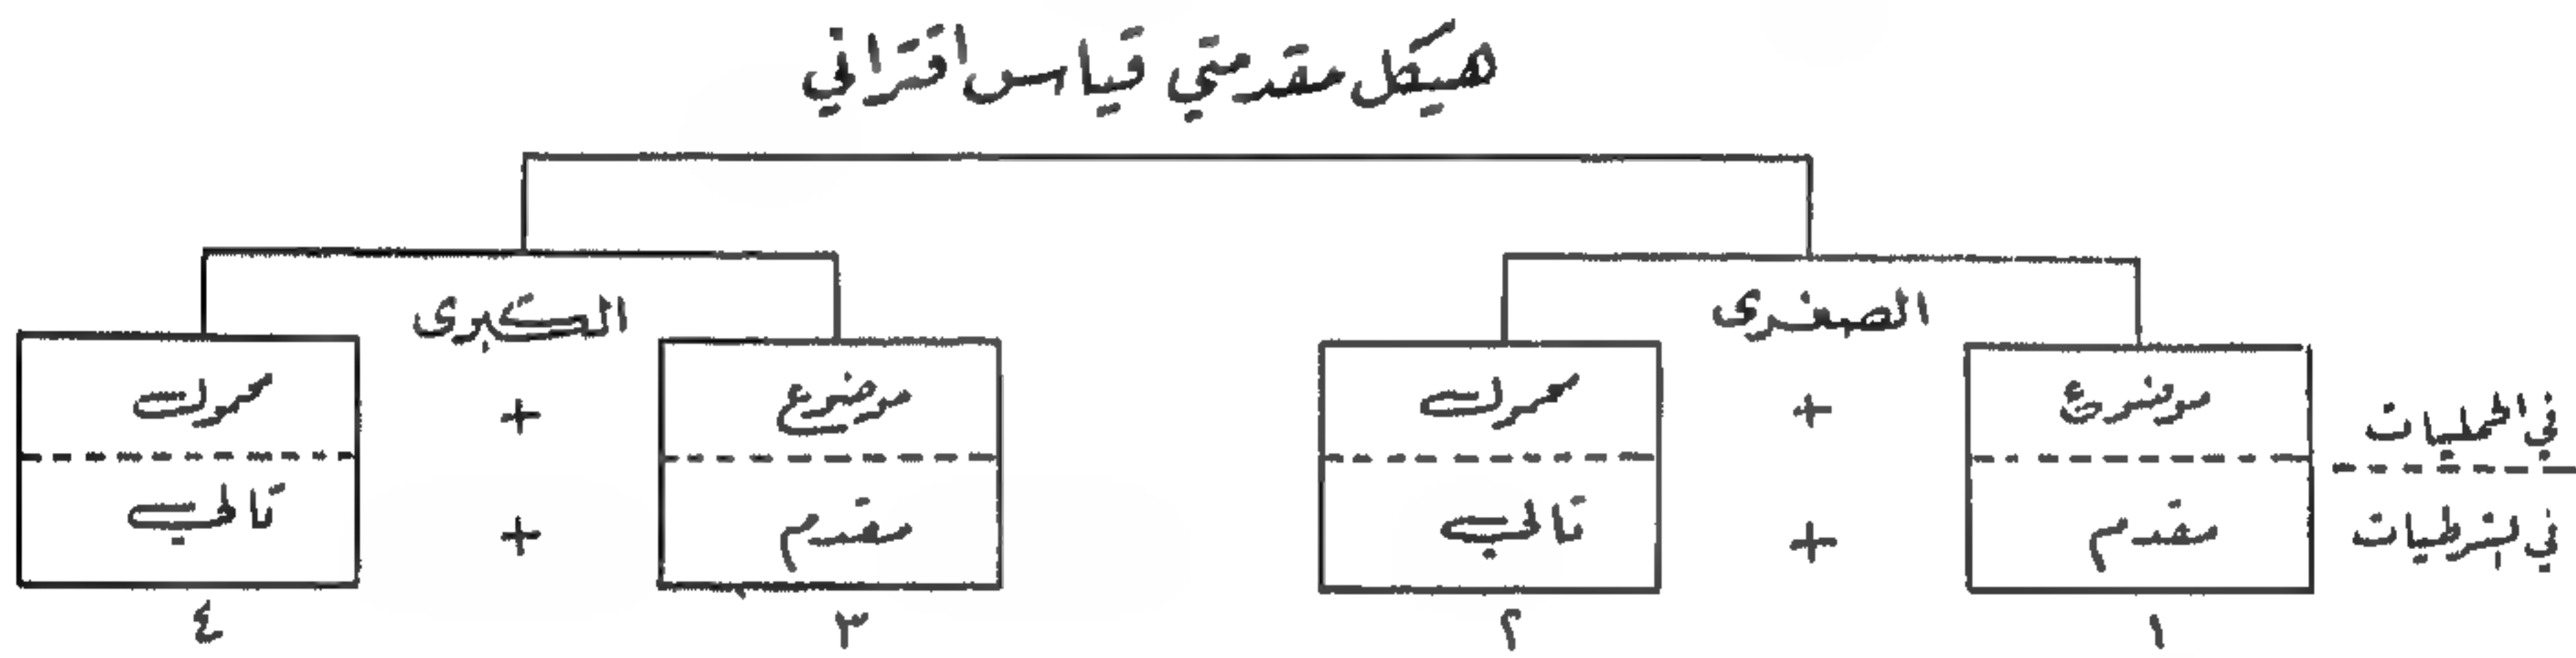 هيكل مقدمتي قياس اقتراني
الصغرى
الكبرى
في الحمليات
موضوع + محمول
موضوع + محمول
في الشرطيات
مقدم + تالي
مقدم + تالي
١ ٢ ٣ ٤